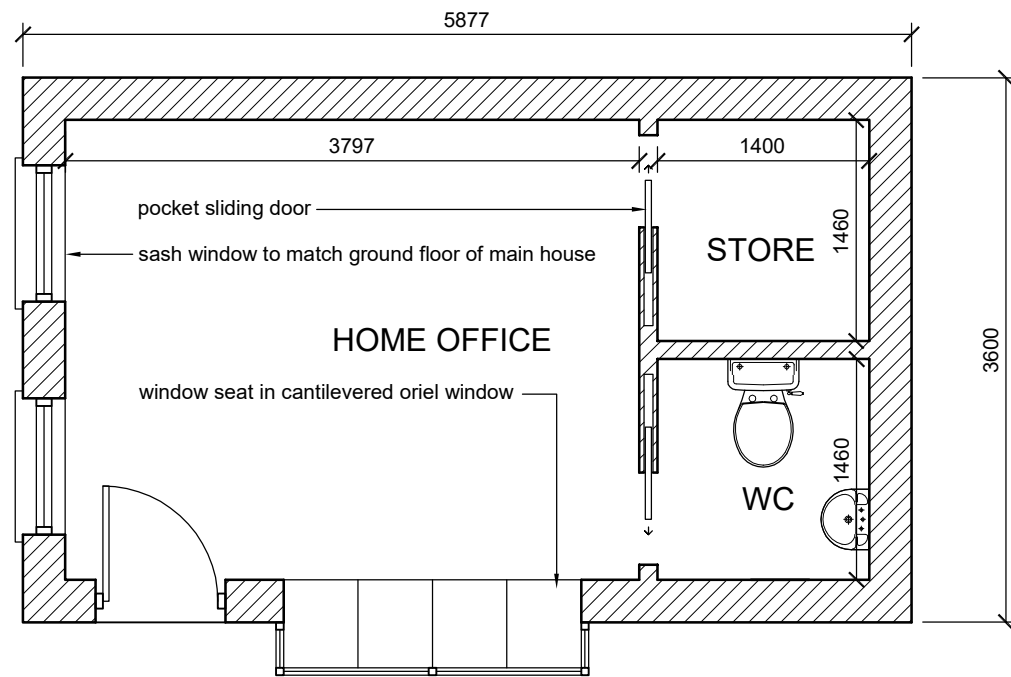 5877
3797
1400
pocket sliding door
1460
STORE
sash window to match ground floor of main house
HOME OFFICE
3600
window seat in cantilevered oriel window
1460
WC